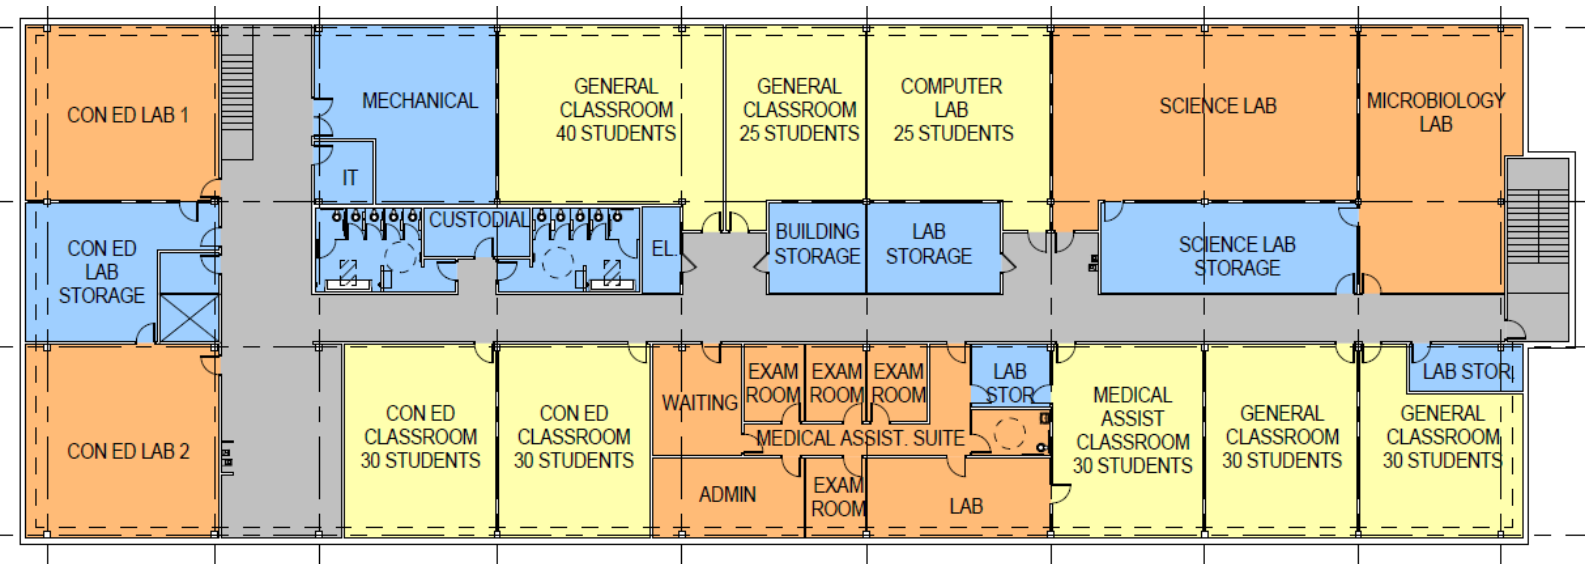 CON ED LAB 1
MECHANICAL
IT
GENERAL
CLASSROOM
40 STUDENTS
GENERAL
CLASSROOM
25 STUDENTS
COMPUTER
LAB
25 STUDENTS
SCIENCE LAB
MICROBIOLOGY
LAB
CON ED
LAB
STORAGE
CUSTODIAL
EL.
BUILDING
STORAGE
LAB
STORAGE
SCIENCE LAB
STORAGE
CON ED LAB 2
CON ED
CLASSROOM
30 STUDENTS
CON ED
CLASSROOM
30 STUDENTS
WAITING
EXAM
ROOM
EXAM
ROOM
EXAM
ROOM
LAB
STOR
MEDICAL ASSIST. SUITE
ADMIN
EXAM
ROOM
LAB
MEDICAL
ASSIST
CLASSROOM
30 STUDENTS
GENERAL
CLASSROOM
30 STUDENTS
LAB STOR.
GENERAL
CLASSROOM
30 STUDENTS